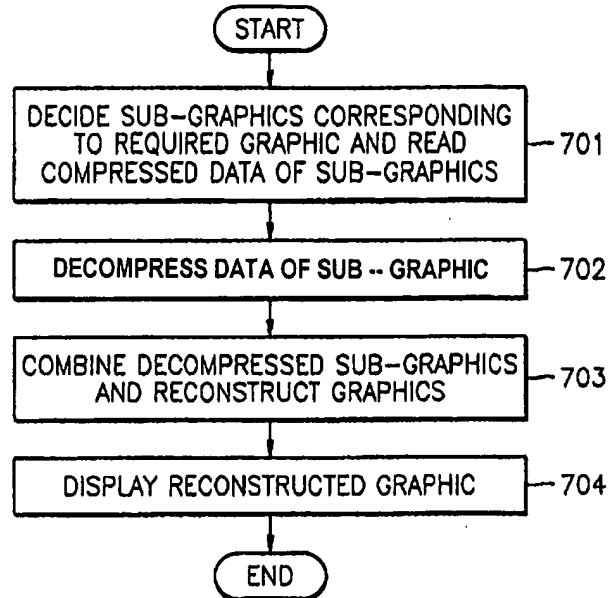 START
DECIDE SUB-GRAPHICS CORRESPONDING
TO REQUIRED GRAPHIC AND READ
COMPRESSED DATA OF SUB-GRAPHICS
701
DECOMPRESS DATA OF SUB -- GRAPHIC
702
COMBINE DECOMPRESSED SUB-GRAPHICS
AND RECONSTRUCT GRAPHICS
703
DISPLAY RECONSTRUCTED GRAPHIC
704
END